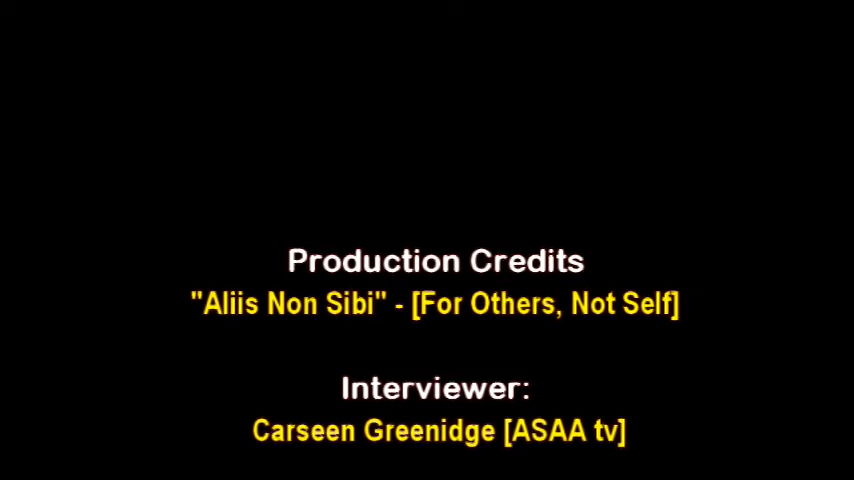 Production Credits
"Aliis Non Sibi" - [For Others, Not Self]
Interviewer:
Carseen Greenidge [ASAA tv]